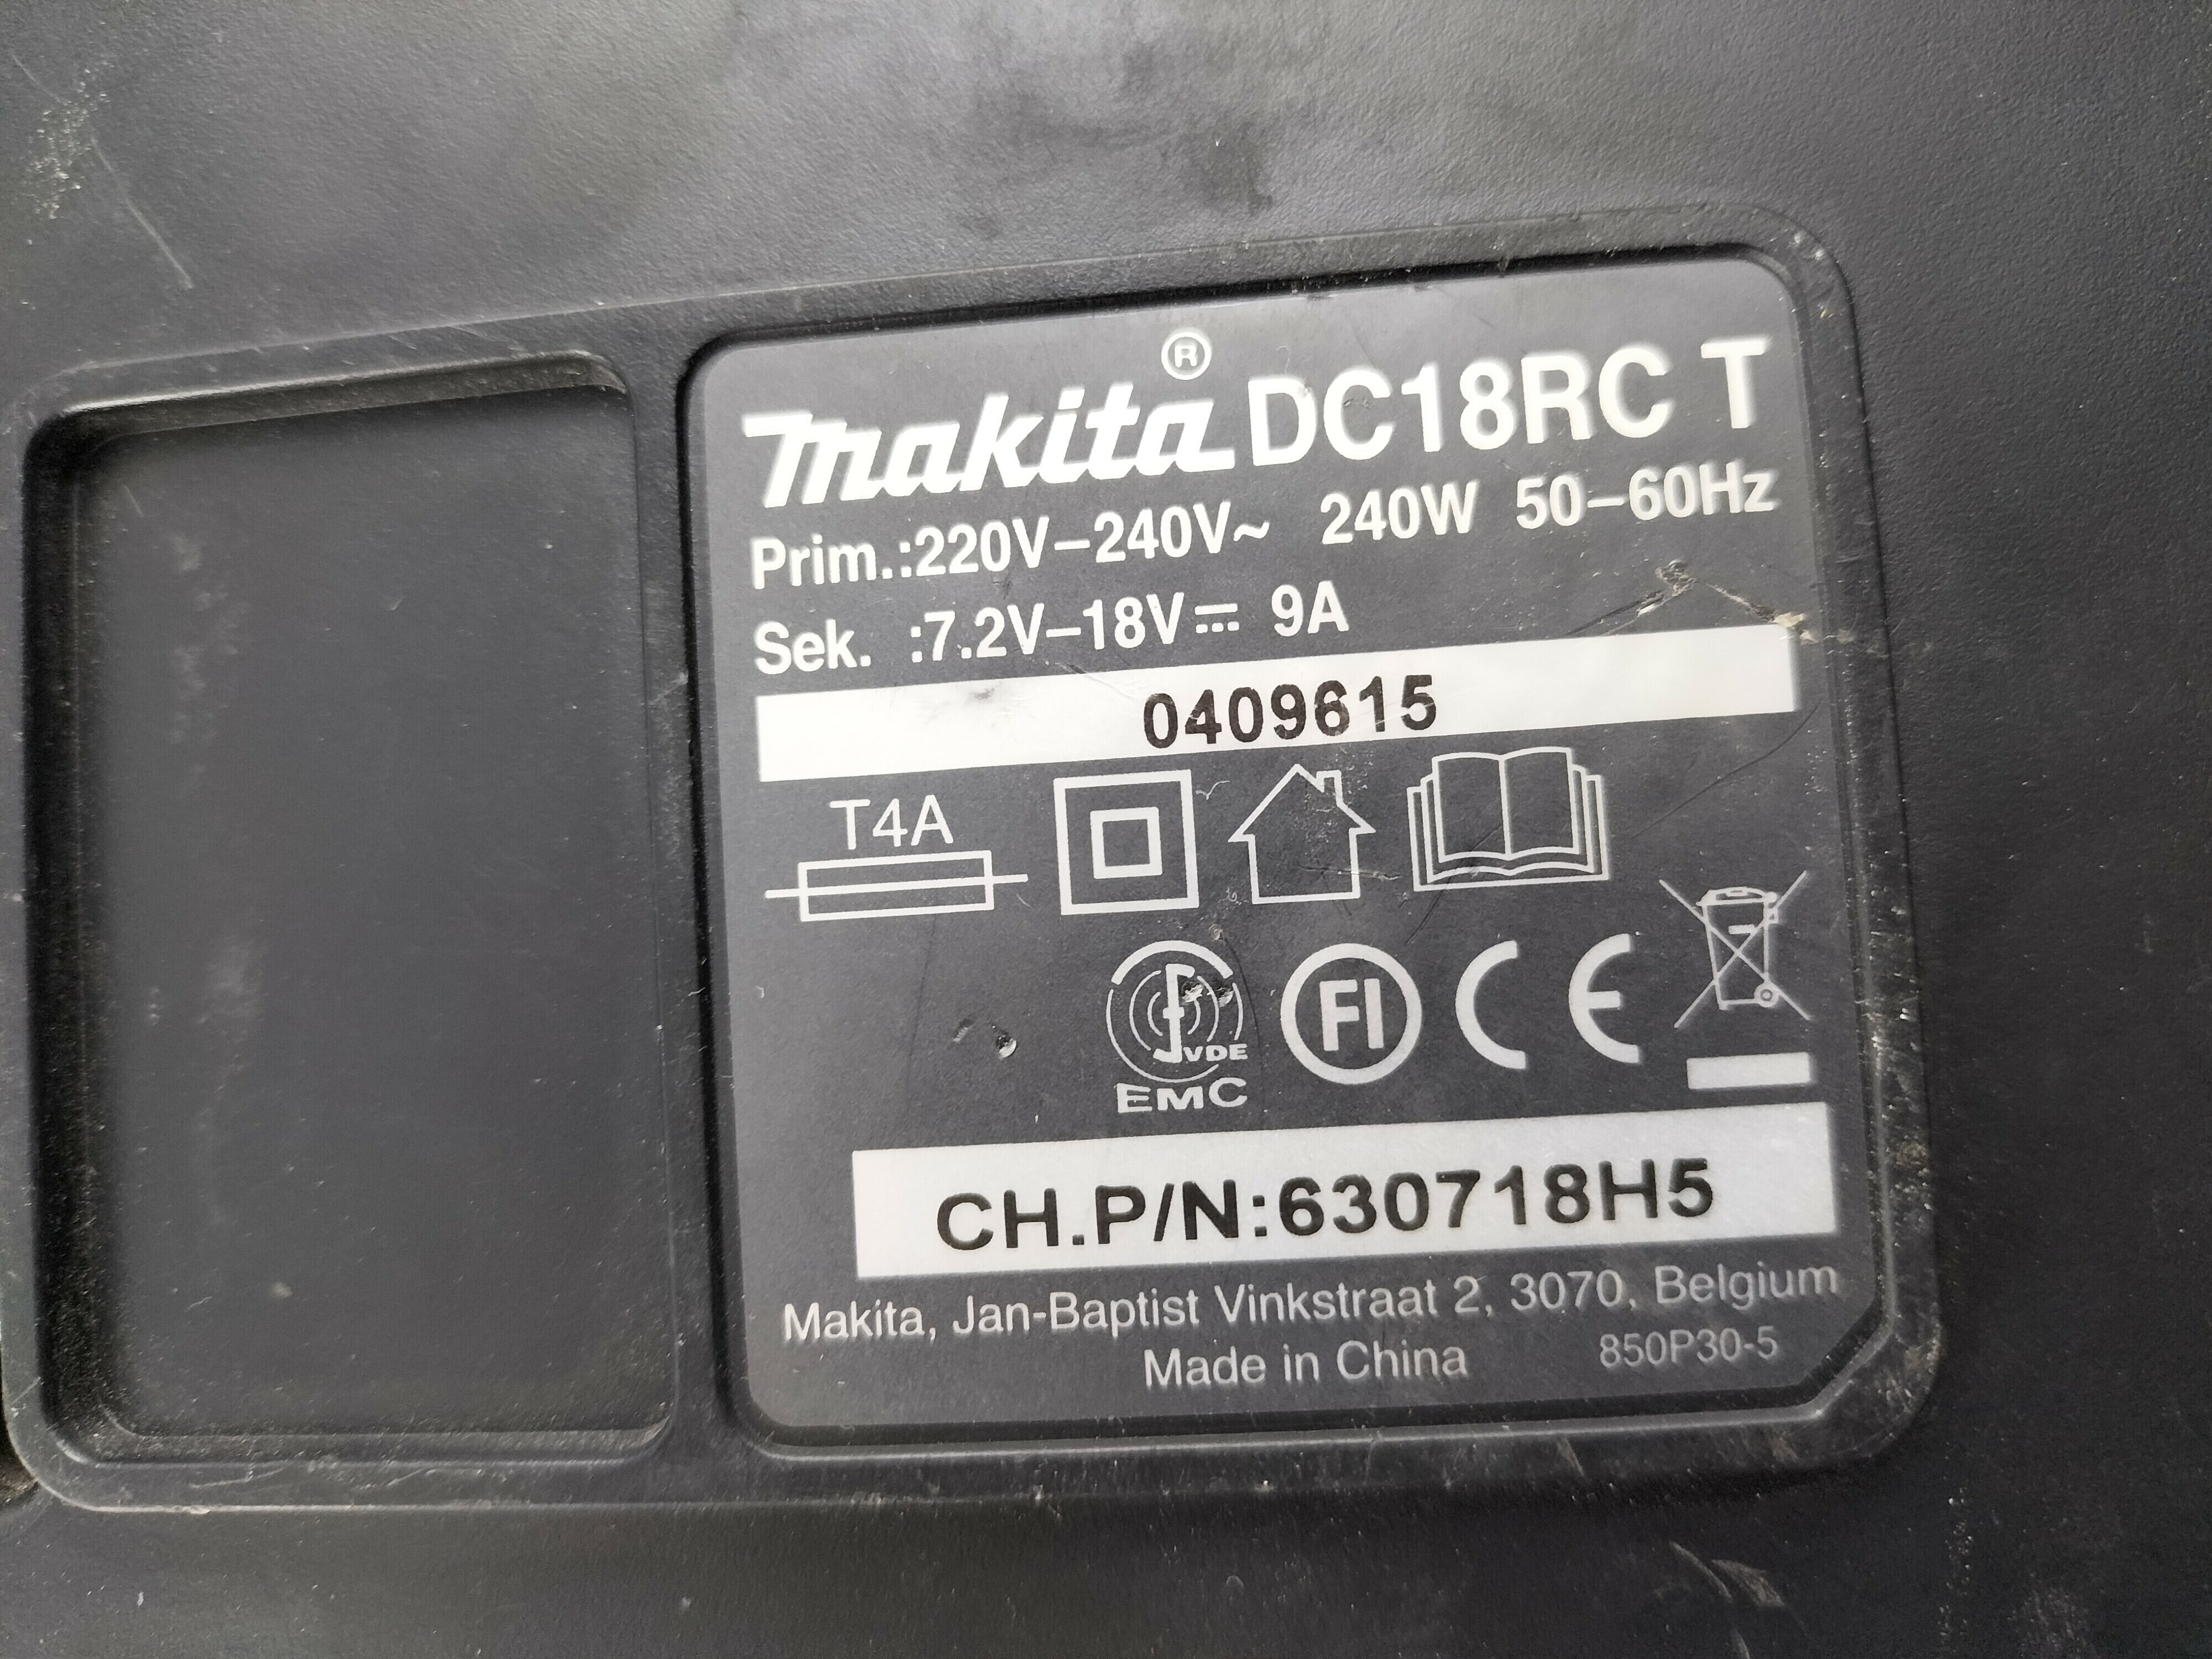 makita® DC18RC T
Prim.:220V–240V~ 240W 50–60Hz
Sek. :7.2V–18V⎓ 9A
0409615
T4A
VDE
EMC
FI
CE
CH.P/N:630718H5
Makita, Jan-Baptist Vinkstraat 2, 3070, Belgium
Made in China 850P30-5